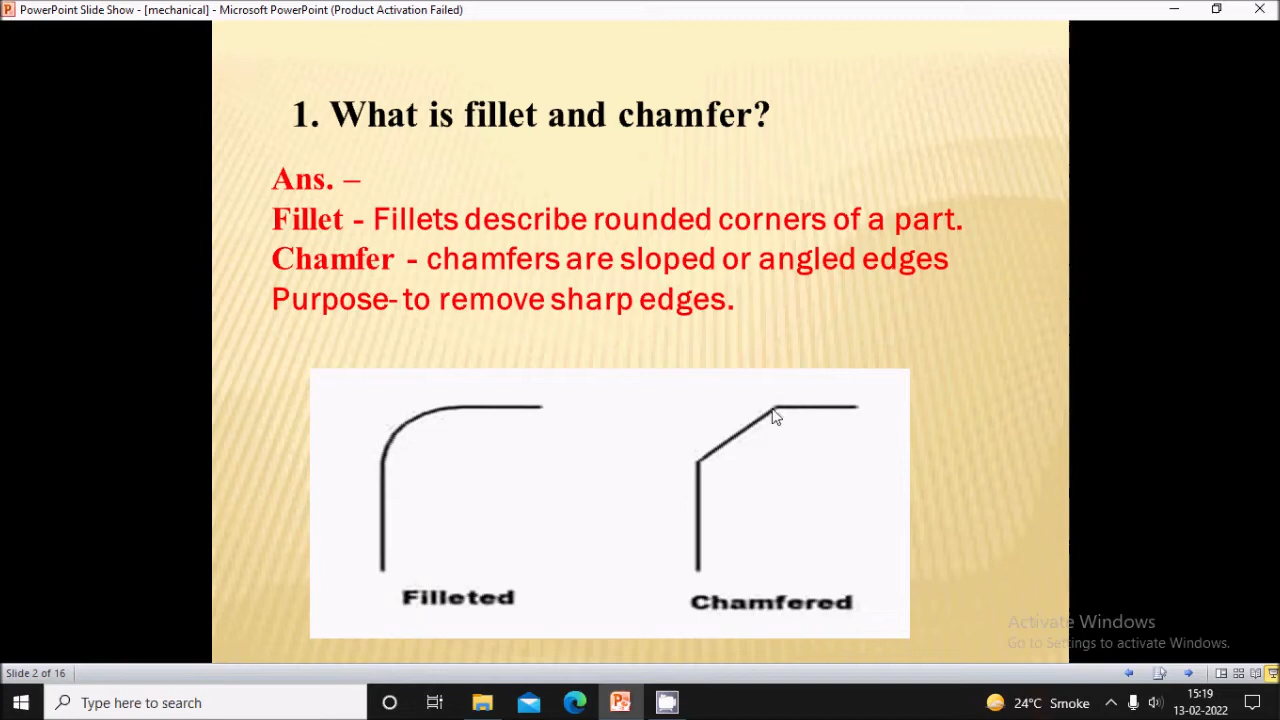 PowerPoint Slide Show - [mechanical] - Microsoft PowerPoint (Product Activation Failed)
1. What is fillet and chamfer?
Ans. –
Fillet - Fillets describe rounded corners of a part.
Chamfer - chamfers are sloped or angled edges
Purpose- to remove sharp edges.
Filleted
Chamfered
Activate Windows
Go to Settings to activate Windows.
Slide 2 of 16
Type here to search
24°C Smoke
15:19
13-02-2022